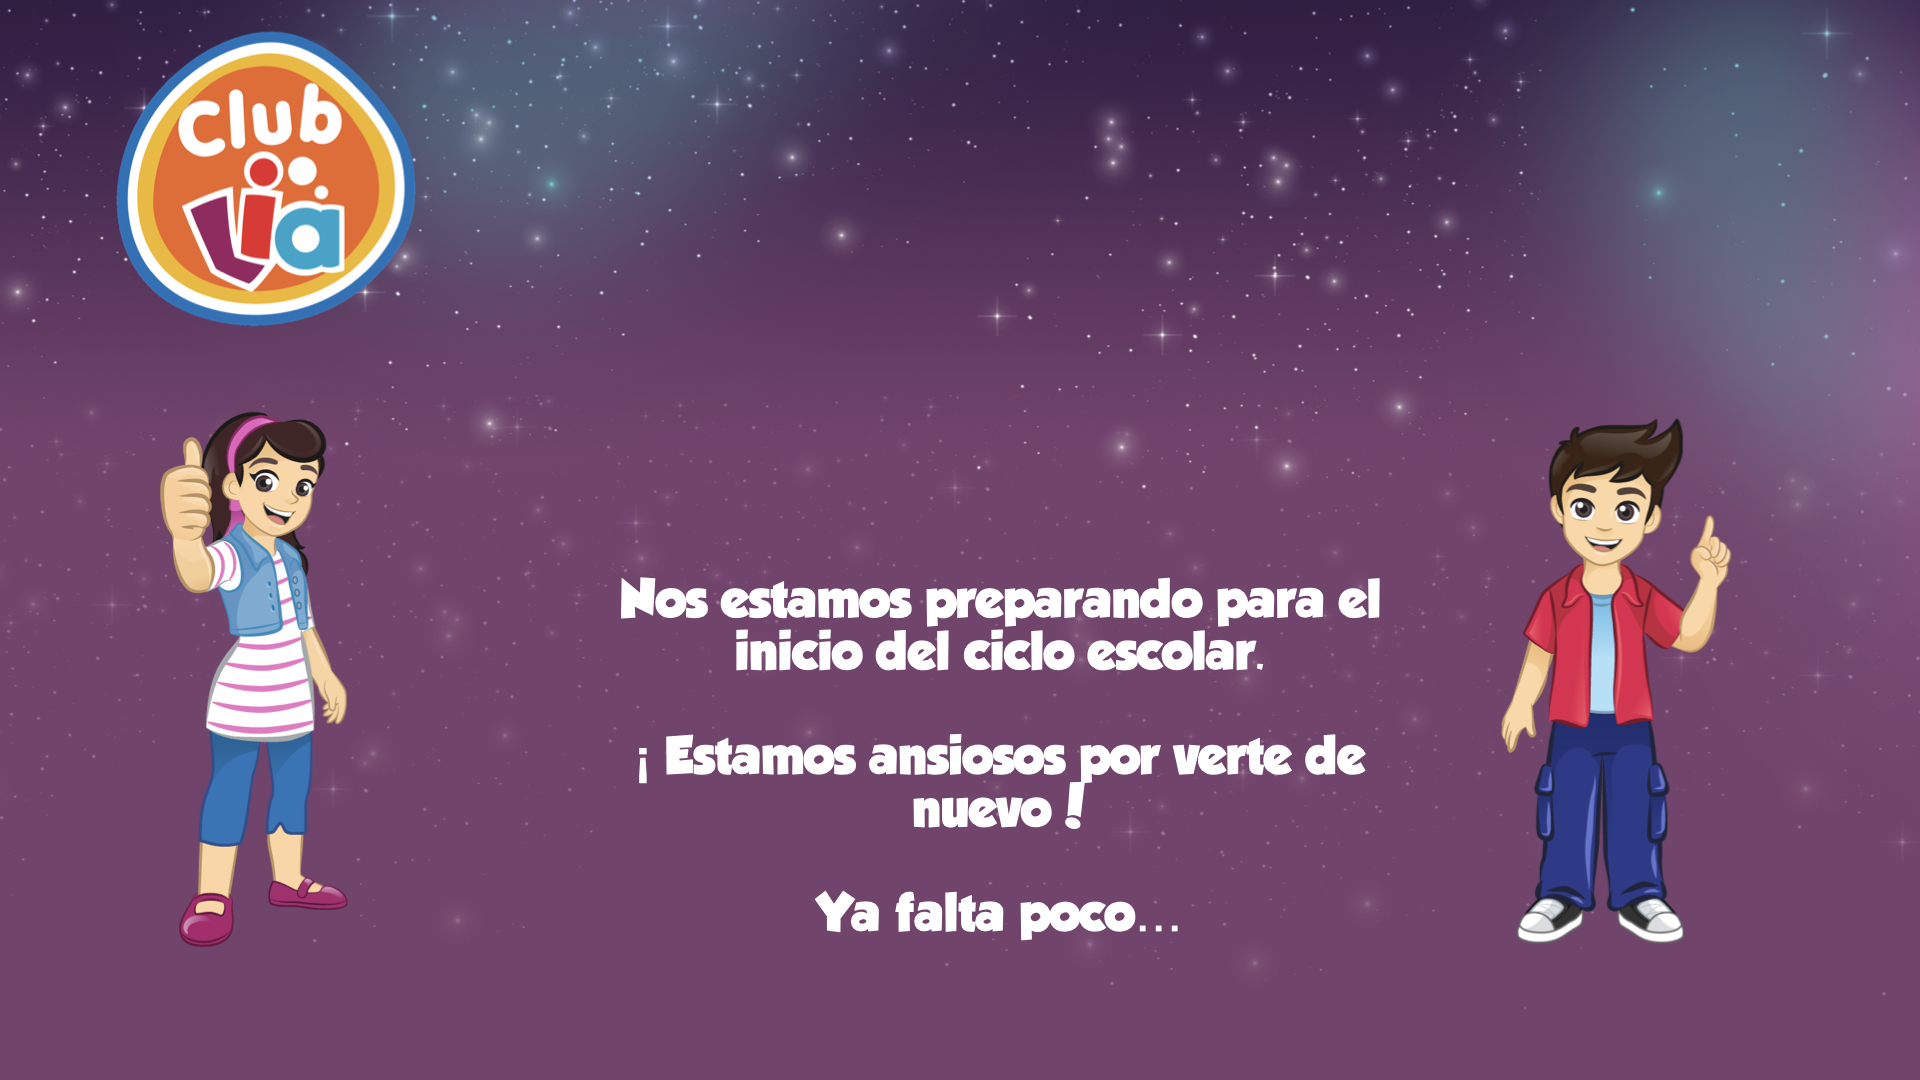 Club
Lia
Nos estamos preparando para el
inicio del ciclo escolar.
¡ Estamos ansiosos por verte de
nuevo !
Ya falta poco...